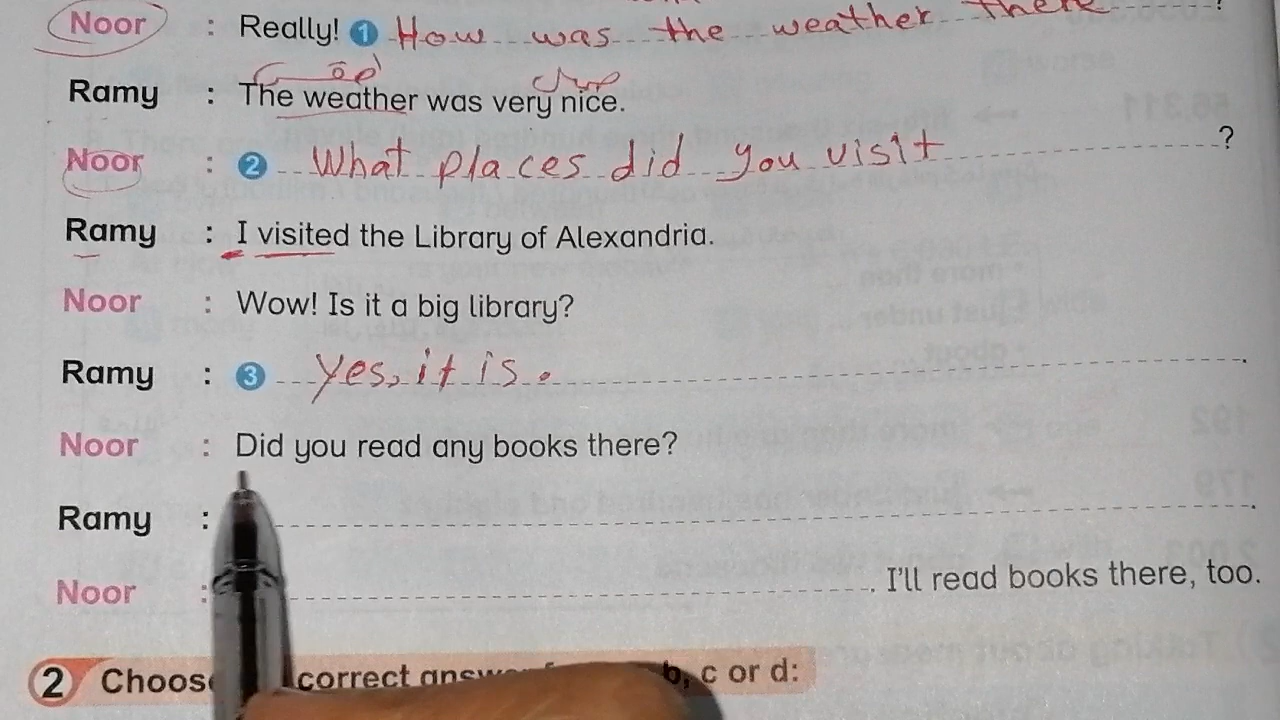 Noor : Really! 1 How was the weather there ?
Ramy : The weather was very nice.
Noor : 2 What places did you visit ?
Ramy : I visited the Library of Alexandria.
Noor : Wow! Is it a big library?
Ramy : 3 Yes, it is. .
Noor : Did you read any books there?
Ramy : .
Noor : . I'll read books there, too.
2 Choose correct b, c or d: